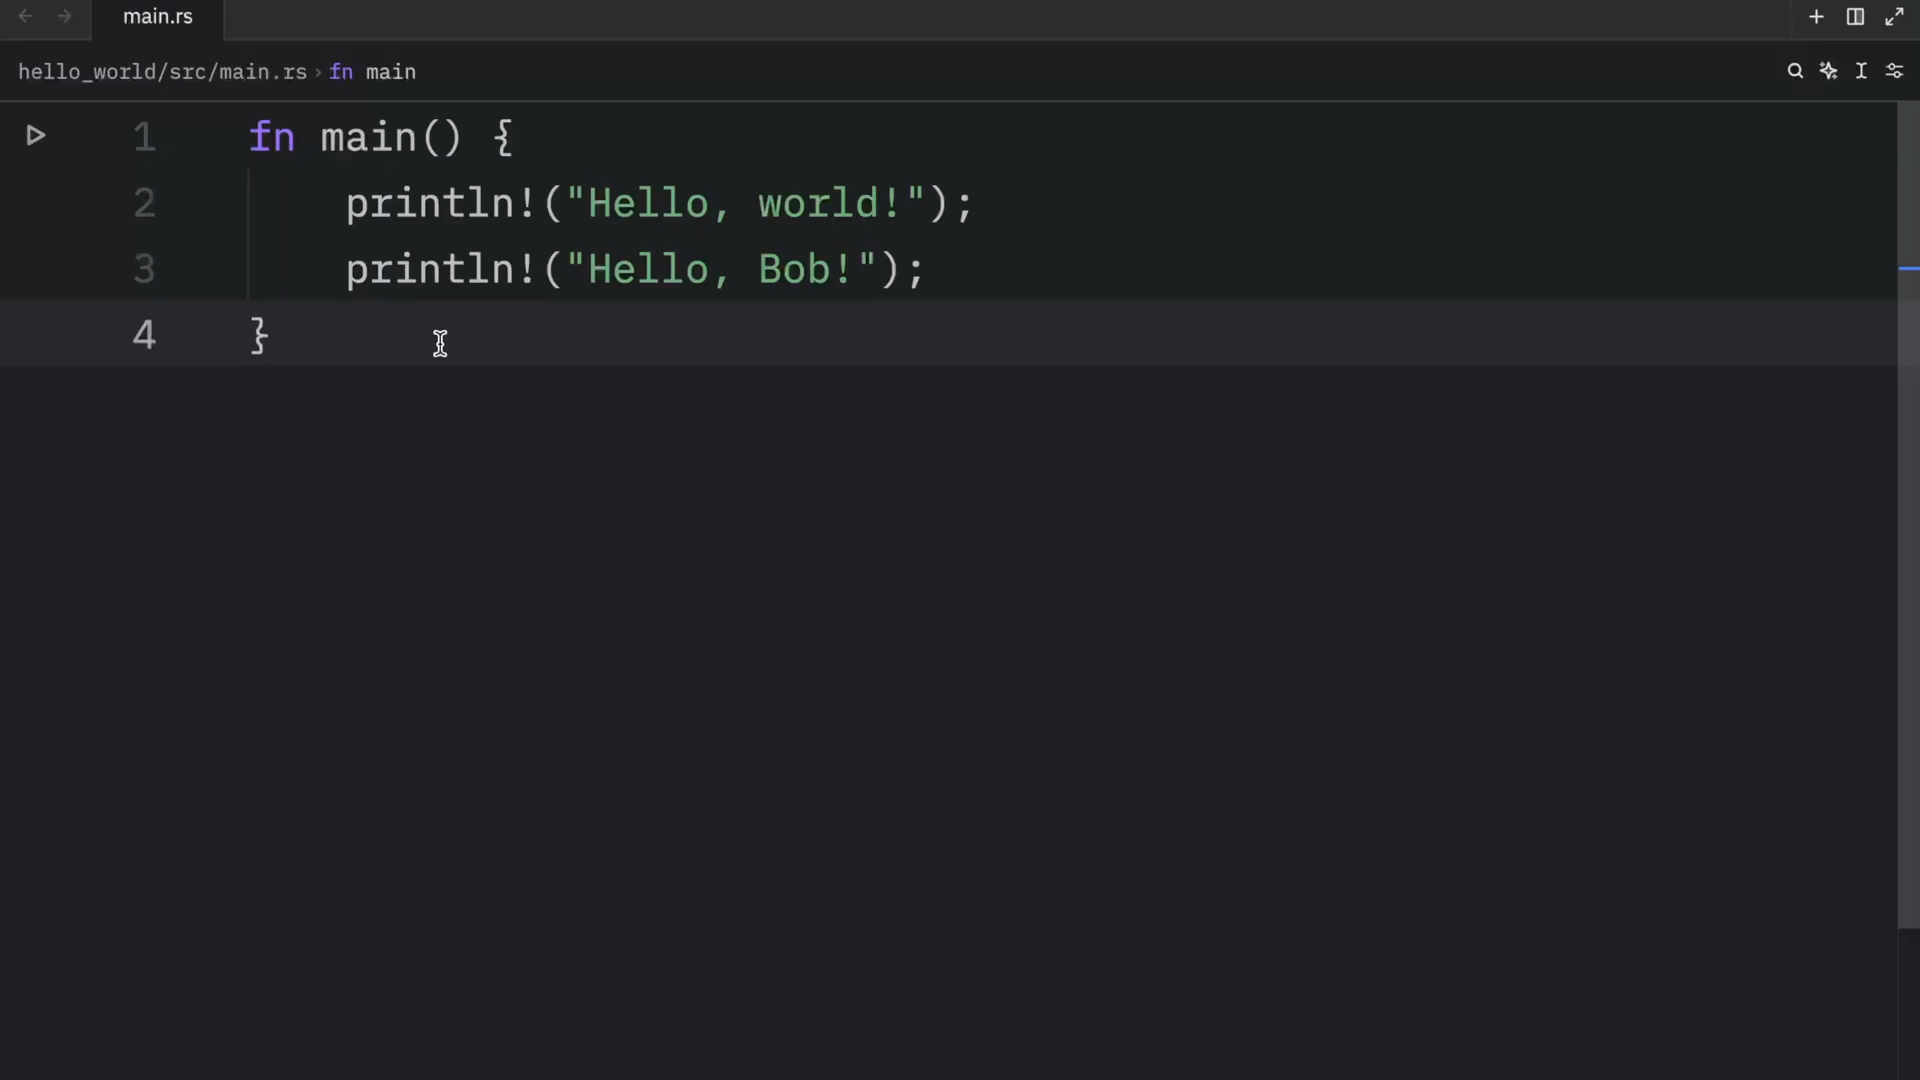 main.rs
hello_world/src/main.rs › fn main
1 fn main() {
2     println!("Hello, world!");
3     println!("Hello, Bob!");
4 }